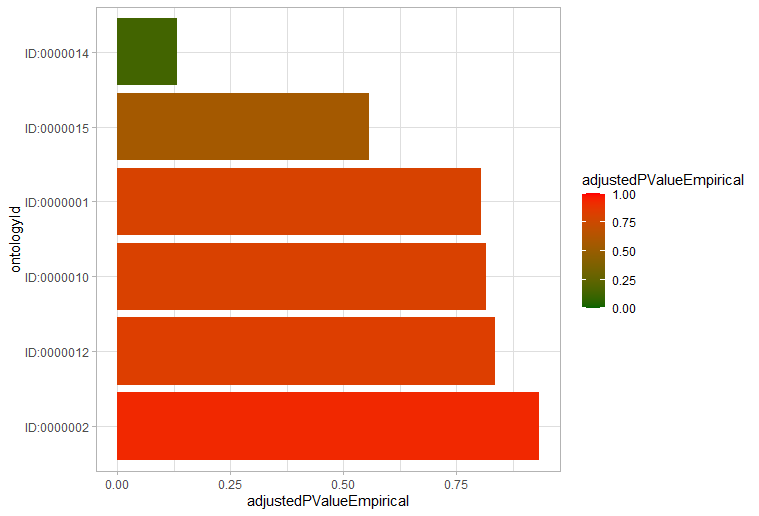 ontologyId
ID:0000014
ID:0000015
ID:0000001
ID:0000010
ID:0000012
ID:0000002
0.00 0.25 0.50 0.75
adjustedPValueEmpirical
adjustedPValueEmpirical
1.00
0.75
0.50
0.25
0.00